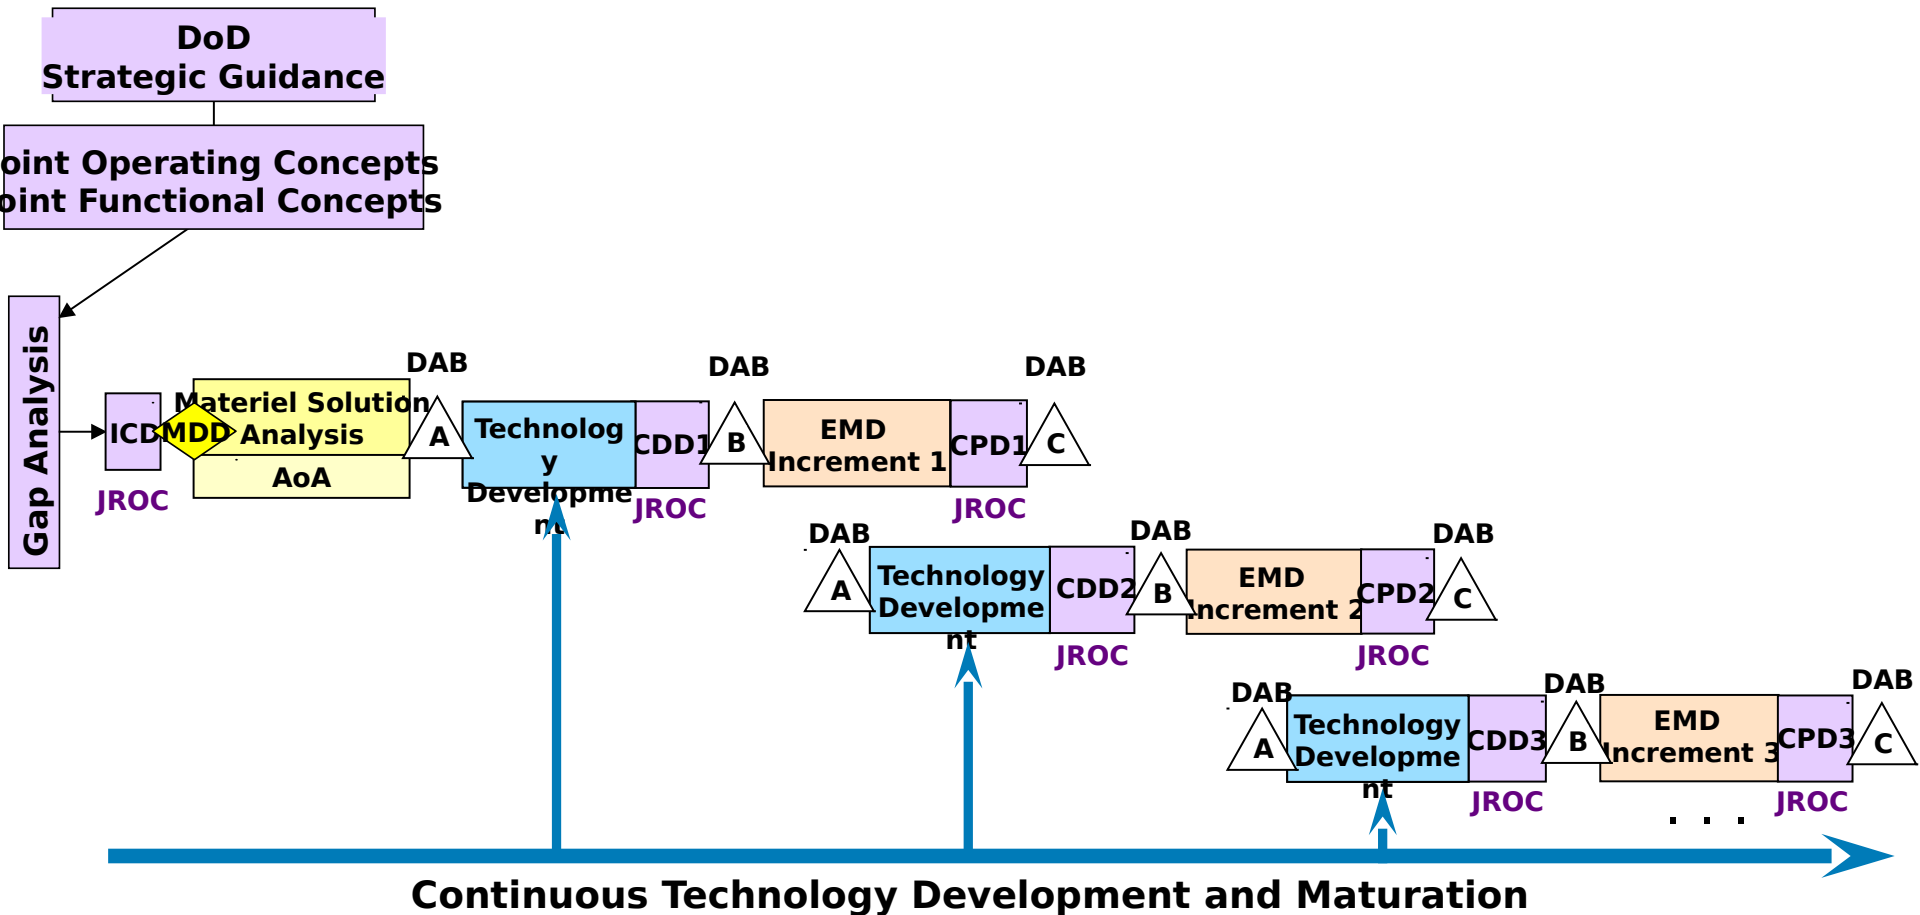 DoD
Strategic Guidance
oint Operating Concepts
oint Functional Concepts
Gap Analysis
ICD
JROC
MDD
Materiel Solution
Analysis
AoA
DAB
A
Technolog
y
Developme
nt
CDD1
JROC
DAB
B
EMD
Increment 1
CPD1
JROC
DAB
C
DAB
A
Technology
Developme
nt
CDD2
JROC
DAB
B
EMD
Increment 2
CPD2
JROC
DAB
C
DAB
A
Technology
Developme
nt
CDD3
JROC
DAB
B
EMD
Increment 3
CPD3
JROC
DAB
C
. . .
Continuous Technology Development and Maturation